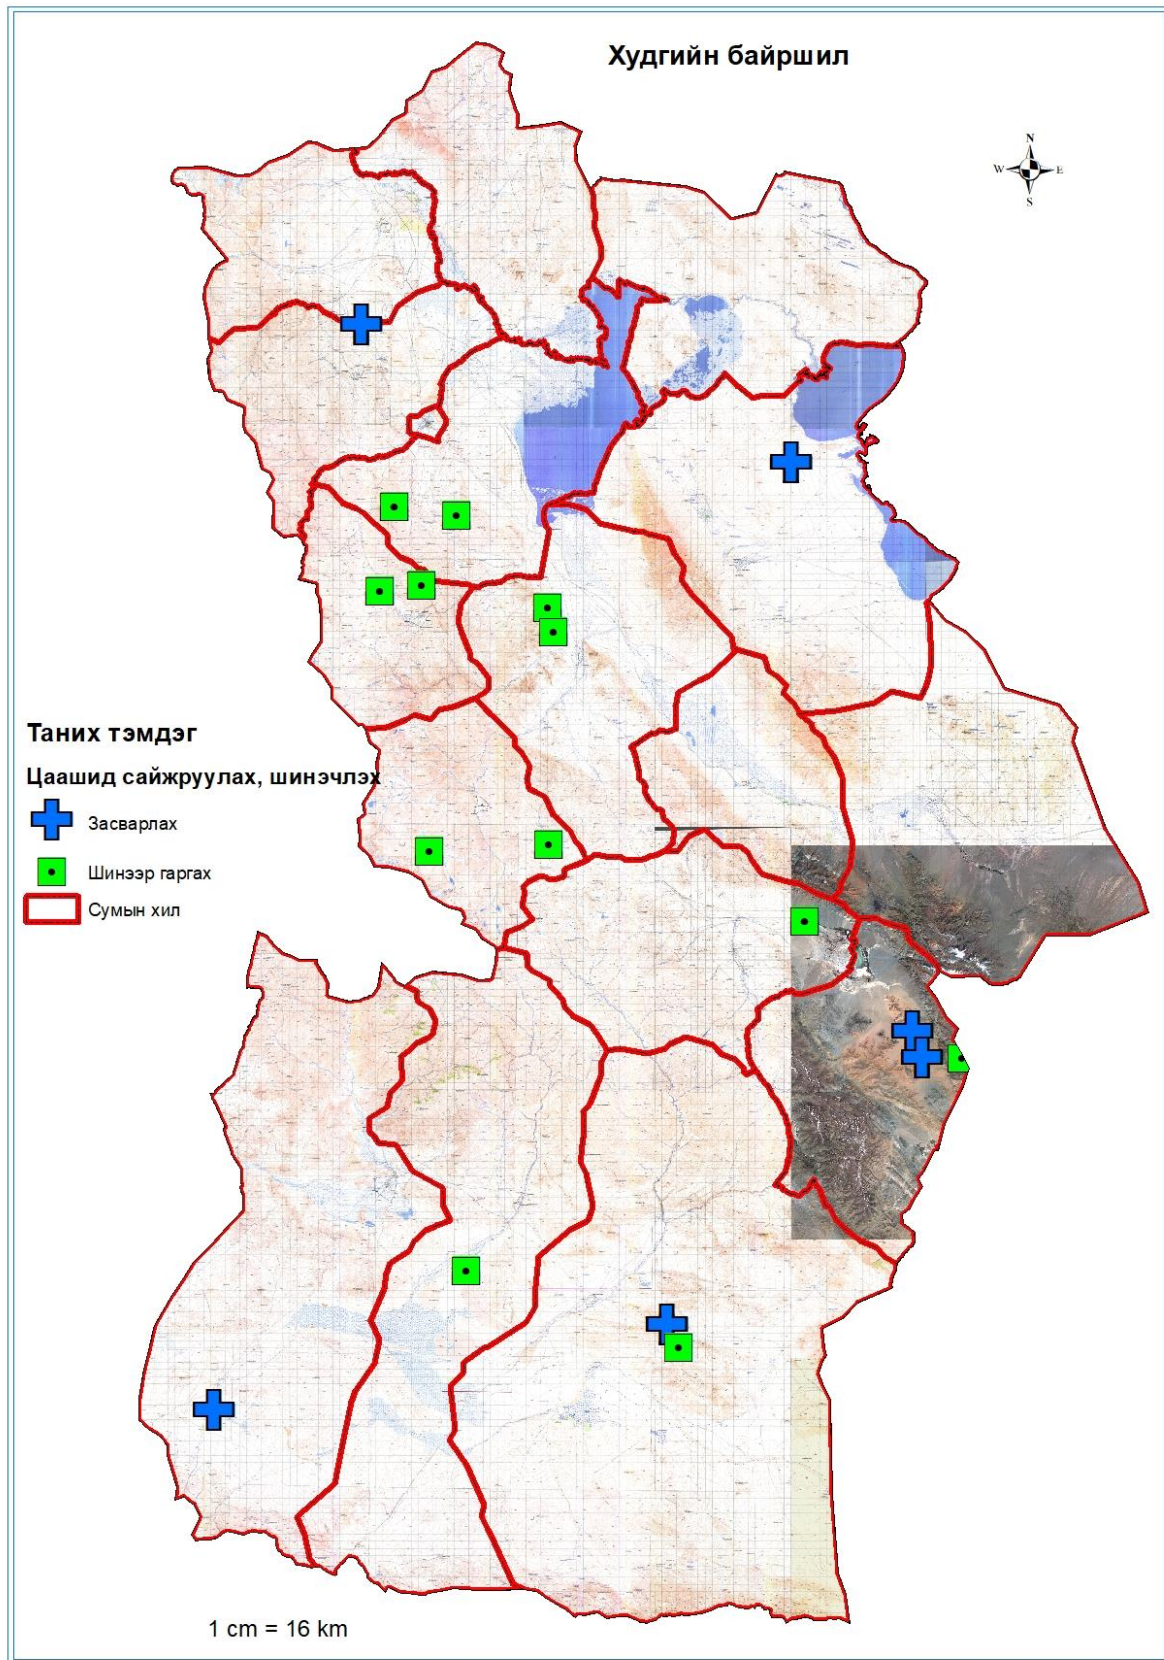 Худгийн байршил
N
W E
S
Таних тэмдэг
Цаашид сайжруулах, шинэчлэх
Засварлах
Шинээр гаргах
Сумын хил
1 cm = 16 km